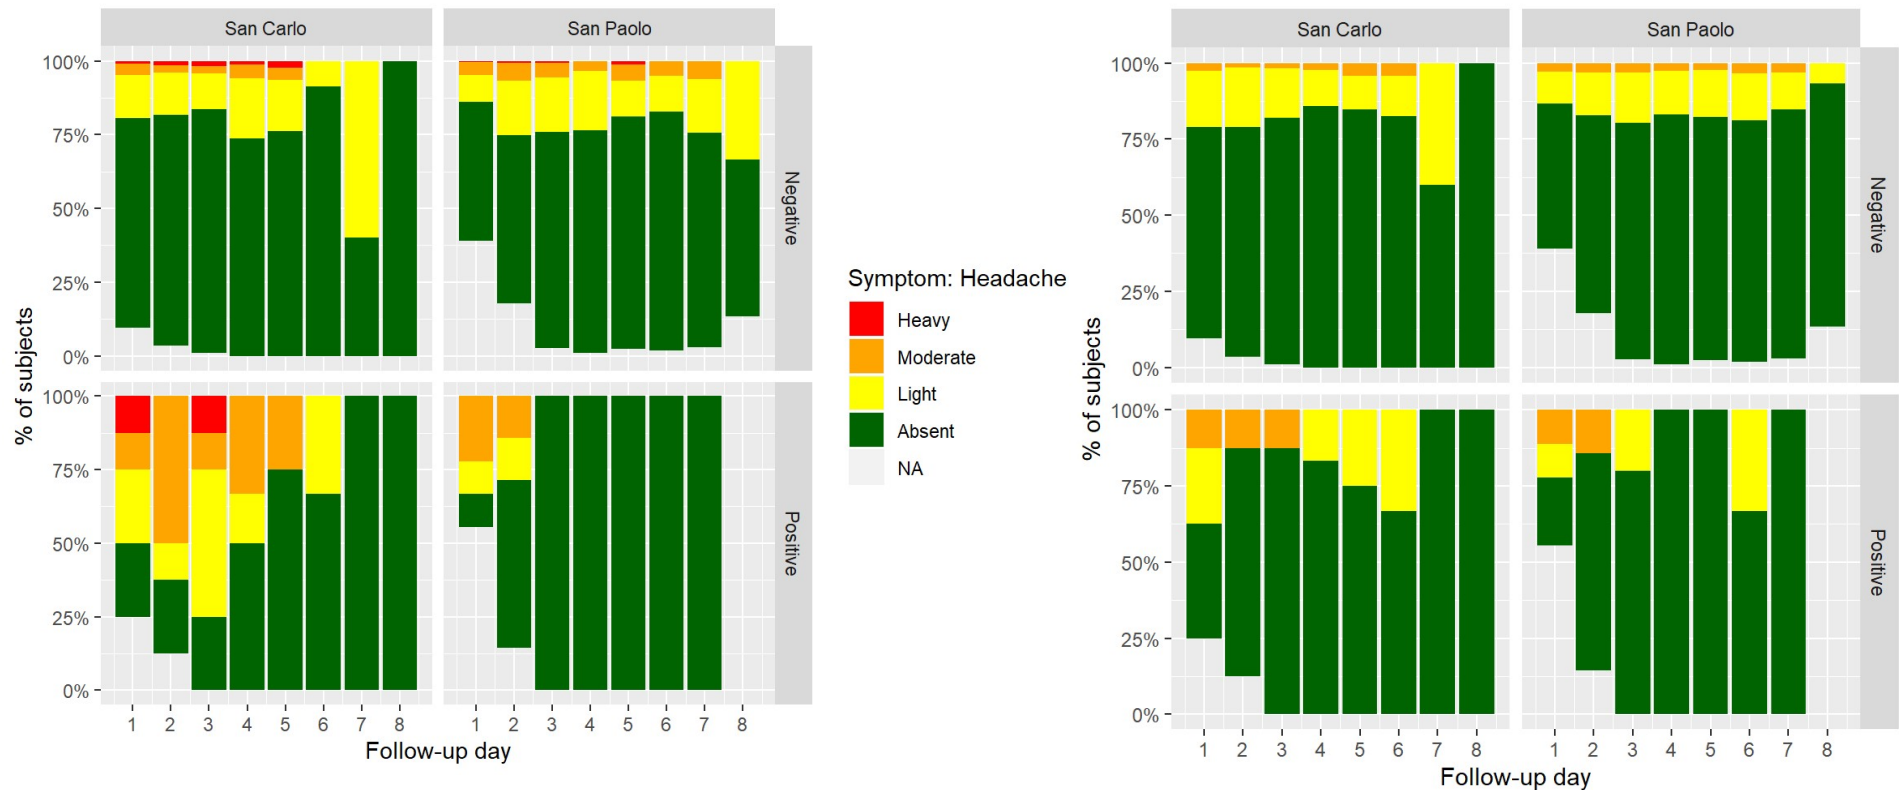 San Carlo
San Paolo
100%
75%
50%
25%
0%
Negative
100%
75%
50%
25%
0%
Positive
% of subjects
1 2 3 4 5 6 7 8
1 2 3 4 5 6 7 8
Follow-up day
Symptom: Headache
Heavy
Moderate
Light
Absent
NA
San Carlo
San Paolo
100%
75%
50%
25%
0%
Negative
100%
75%
50%
25%
0%
Positive
% of subjects
1 2 3 4 5 6 7 8
1 2 3 4 5 6 7 8
Follow-up day